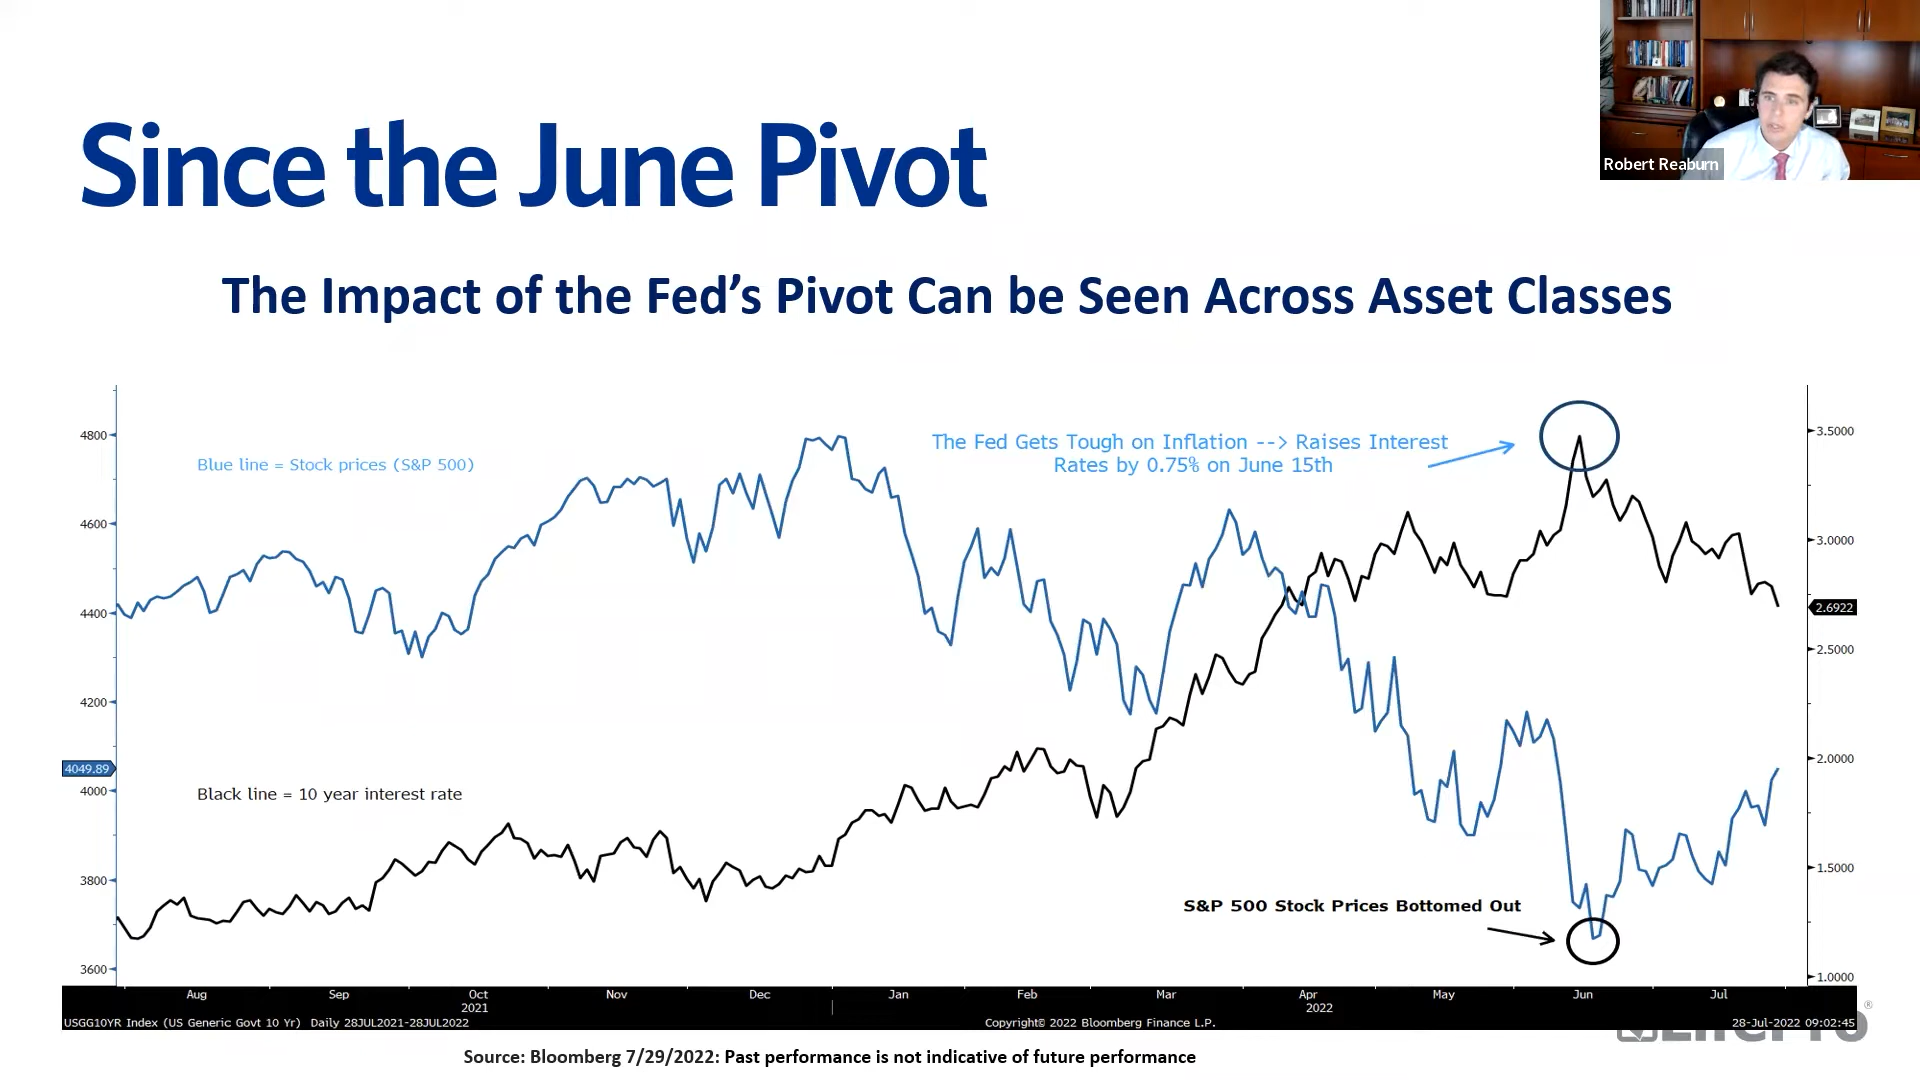 Robert Reaburn
Since the June Pivot
The Impact of the Fed's Pivot Can be Seen Across Asset Classes
4800
4600
4400
4200
4049.89
4000
3800
3600
Blue line = Stock prices (S&P 500)
The Fed Gets Tough on Inflation --> Raises Interest
Rates by 0.75% on June 15th
Black line = 10 year interest rate
S&P 500 Stock Prices Bottomed Out
3.5000
3.0000
2.6922
2.5000
2.0000
1.5000
1.0000
Aug Sep Oct Nov Dec Jan Feb Mar Apr May Jun Jul
2021 2022
USGG10YR Index (US Generic Govt 10 Yr) Daily 28JUL2021-28JUL2022 Copyright© 2022 Bloomberg Finance L.P. 28-Jul-2022 09:02:45
®
Source: Bloomberg 7/29/2022: Past performance is not indicative of future performance